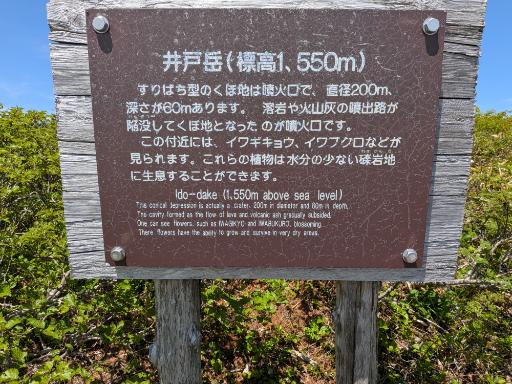 井戸岳(標高1,550m)
すりばち型のくぼ地は噴火口で、直径200m、
深さが60mあります。 溶岩や火山灰の噴出路が
陥没してくぼ地となったのが噴火口です。
この付近には、イワギキョウ、イワブクロなどが
見られます。これらの植物は水分の少ない礫岩地
に生息することができます。
Ido-dake (1,550m above sea level)
This conical depression is actually a crater, 200m in diameter and 60m in depth.
The cavity formed as the flow of lava and volcanic ash gradually subsided.
One can see flowers, such as IWAGIKYO and IWABUKURO, blossoming.
There flowers have the ability to grow and survive in very dry areas.